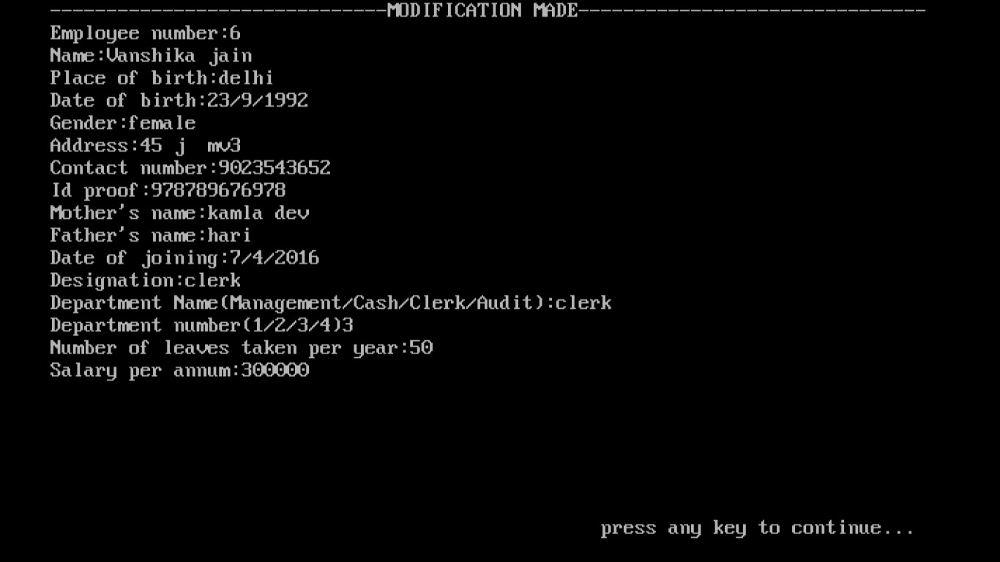 ------------------------------MODIFICATION MADE-------------------------------
Employee number:6
Name:Vanshika jain
Place of birth:delhi
Date of birth:23/9/1992
Gender:female
Address:45 j  mv3
Contact number:9023543652
Id proof:978789676978
Mother's name:kamla dev
Father's name:hari
Date of joining:7/4/2016
Designation:clerk
Department Name(Management/Cash/Clerk/Audit):clerk
Department number(1/2/3/4)3
Number of leaves taken per year:50
Salary per annum:300000
press any key to continue...